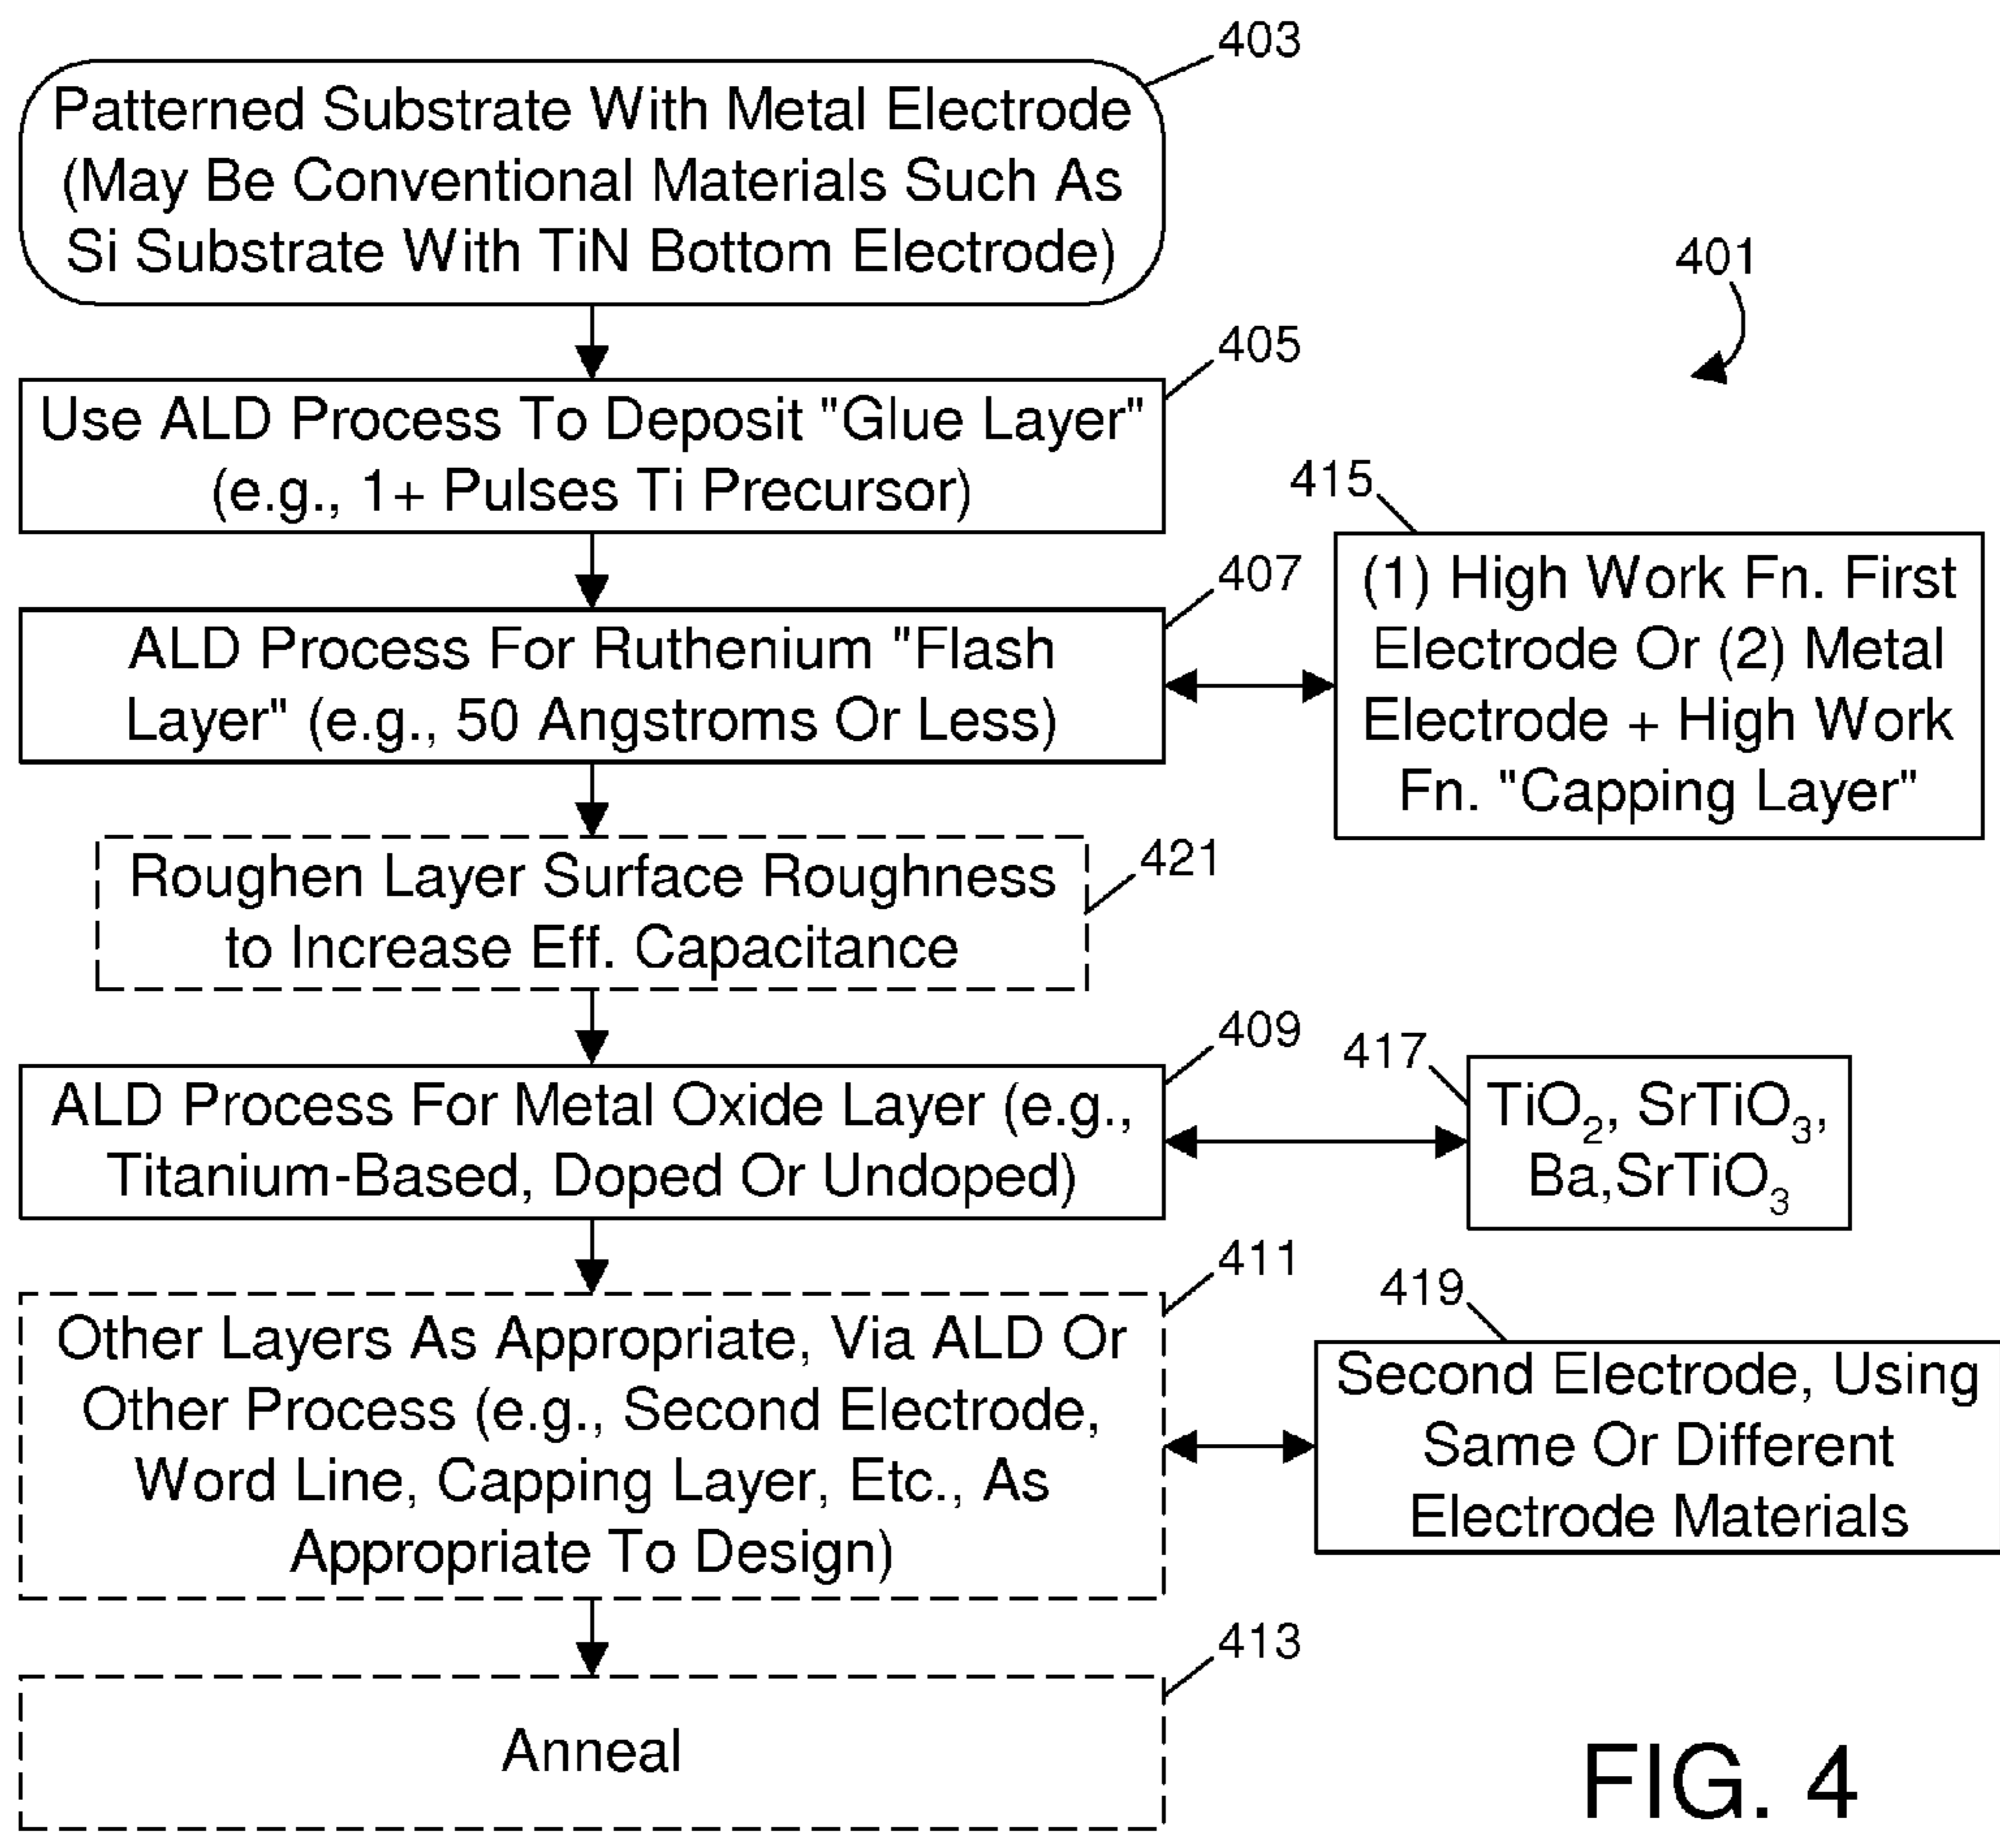 403
Patterned Substrate With Metal Electrode
(May Be Conventional Materials Such As
Si Substrate With TiN Bottom Electrode)
401
405
Use ALD Process To Deposit "Glue Layer"
(e.g., 1+ Pulses Ti Precursor)
415
(1) High Work Fn. First
Electrode Or (2) Metal
Electrode + High Work
Fn. "Capping Layer"
407
ALD Process For Ruthenium "Flash
Layer" (e.g., 50 Angstroms Or Less)
421
Roughen Layer Surface Roughness
to Increase Eff. Capacitance
409
ALD Process For Metal Oxide Layer (e.g.,
Titanium-Based, Doped Or Undoped)
417
TiO₂, SrTiO₃,
Ba,SrTiO₃
411
Other Layers As Appropriate, Via ALD Or
Other Process (e.g., Second Electrode,
Word Line, Capping Layer, Etc., As
Appropriate To Design)
419
Second Electrode, Using
Same Or Different
Electrode Materials
413
Anneal
FIG. 4